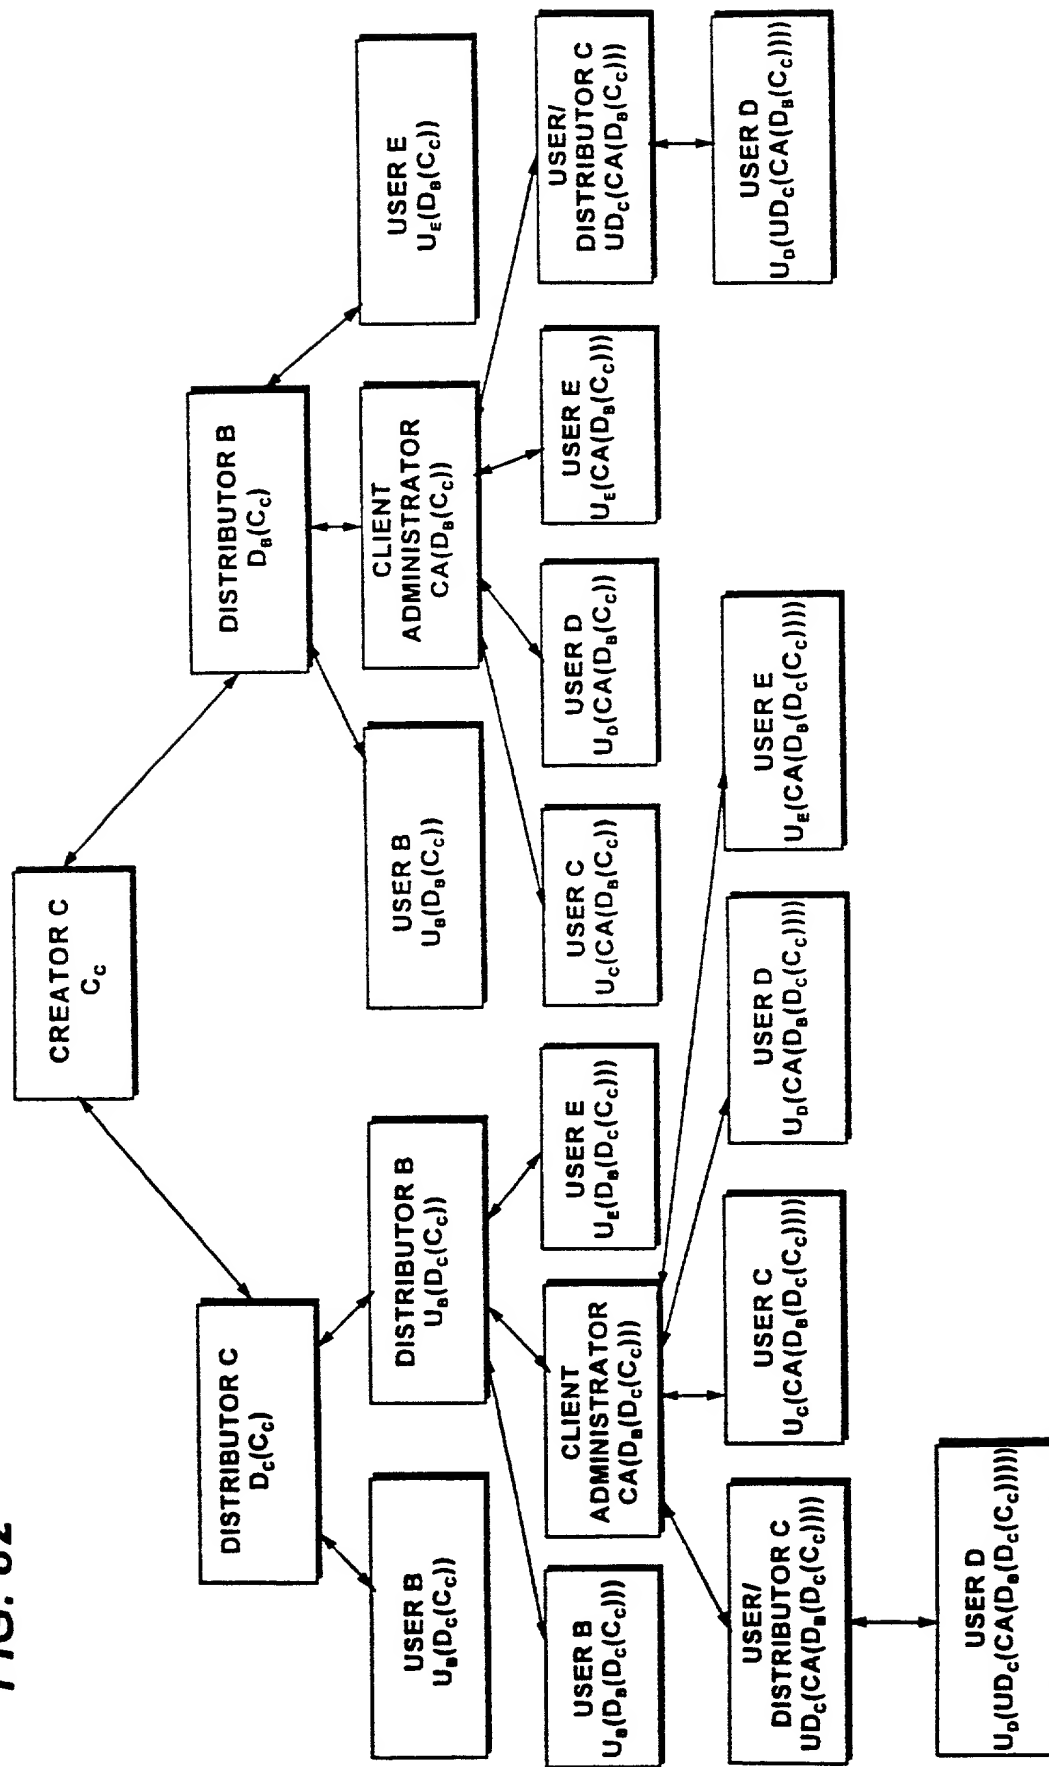 FIG. 82
CREATOR C
C_C
DISTRIBUTOR C
D_C(C_C)
DISTRIBUTOR B
D_B(C_C)
USER B
U_B(D_C(C_C))
DISTRIBUTOR B
U_B(D_C(C_C))
USER B
U_B(D_B(C_C))
CLIENT
ADMINISTRATOR
CA(D_B(C_C))
USER E
U_E(D_B(C_C))
USER B
U_B(D_B(D_C(C_C)))
CLIENT
ADMINISTRATOR
CA(D_B(D_C(C_C)))
USER E
U_E(D_B(D_C(C_C)))
USER C
U_C(CA(D_B(C_C))
USER D
U_D(CA(D_B(C_C))
USER E
U_E(CA(D_B(C_C)))
USER/
DISTRIBUTOR C
UD_C(CA(D_B(C_C)))
USER/
DISTRIBUTOR C
UD_C(CA(D_B(D_C(C_C))))
USER C
U_C(CA(D_B(D_C(C_C))))
USER D
U_D(CA(D_B(D_C(C_C))))
USER E
U_E(CA(D_B(D_C(C_C))))
USER D
U_D(UD_C(CA(D_B(C_C))))
USER D
U_D(UD_C(CA(D_B(D_C(C_C)))))